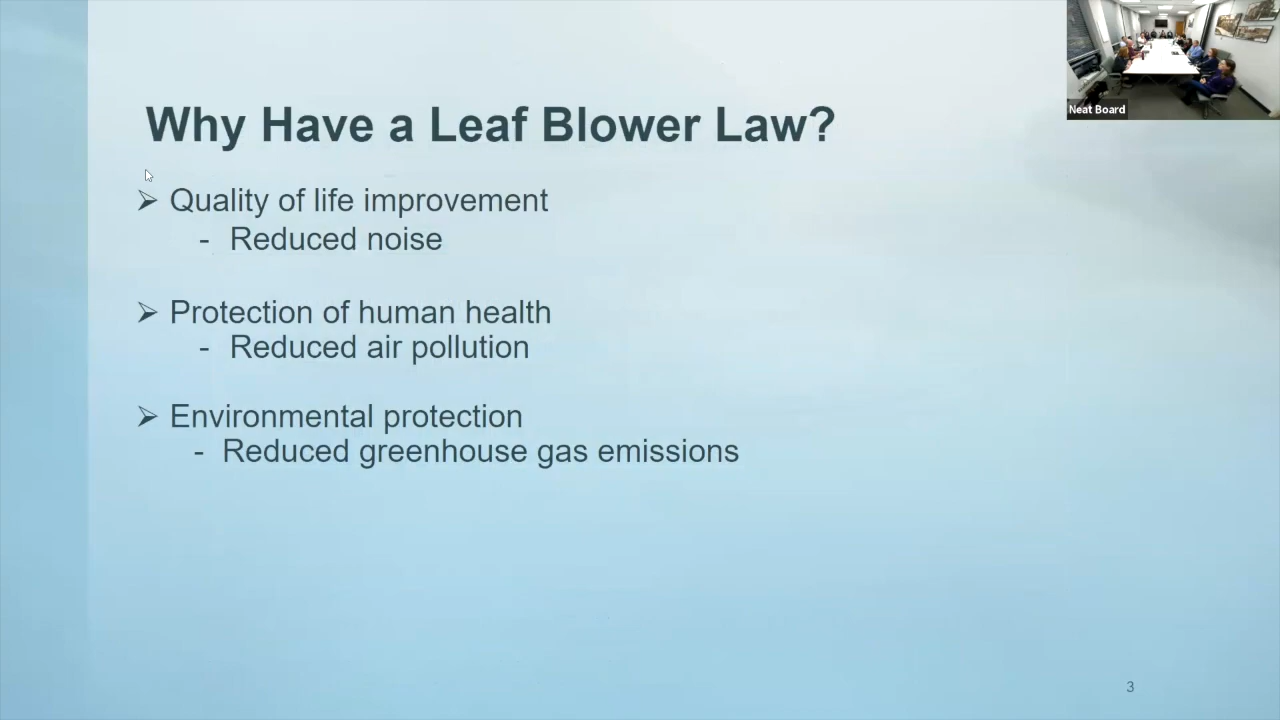 Why Have a Leaf Blower Law?
➢ Quality of life improvement
- Reduced noise
➢ Protection of human health
- Reduced air pollution
➢ Environmental protection
- Reduced greenhouse gas emissions
3
Neat Board